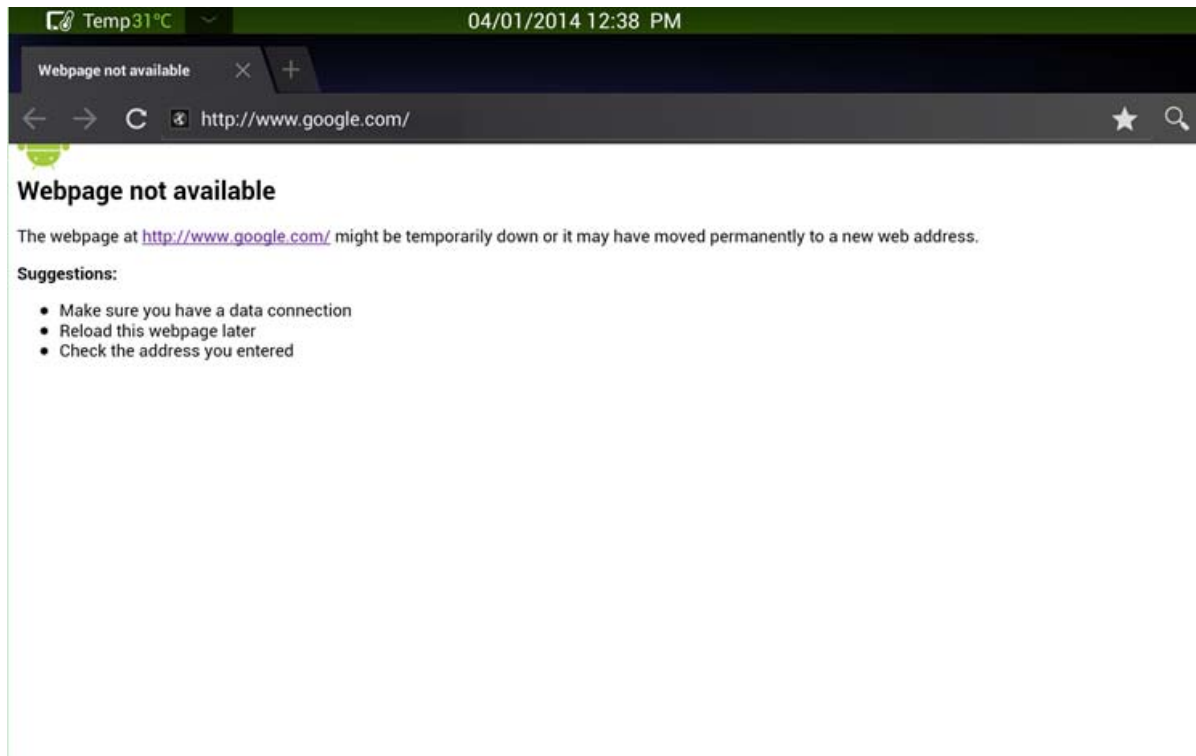 Temp31°C
04/01/2014 12:38 PM
Webpage not available
http://www.google.com/
Webpage not available
The webpage at http://www.google.com/ might be temporarily down or it may have moved permanently to a new web address.
Suggestions:
• Make sure you have a data connection
• Reload this webpage later
• Check the address you entered